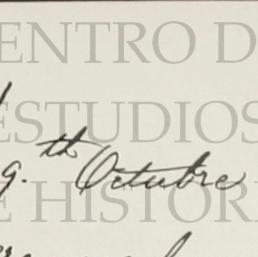 ENTRO D
ESTUDIOS
9.th Octubre
E HISTORI